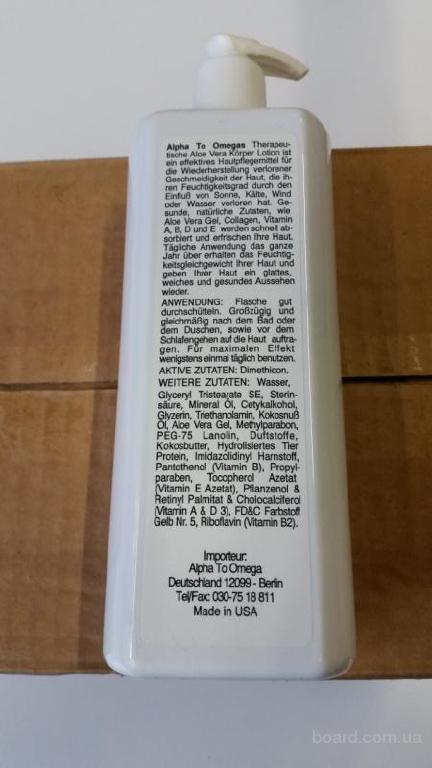 Alpha To Omegas Therapeu-
tische Aloe Vera Körper Lotion ist
ein effektives Hautpflegemittel für
die Wiederherstellung verlorener
Geschmeidigkeit der Haut, die ih-
ren Feuchtigkeitsgrad durch den
Einfluß von Sonne, Kälte, Wind
oder Wasser verloren hat. Ge-
sunde, natürliche Zutaten, wie
Aloe Vera Gel, Collagen, Vitamin
A, B, D und E werden schnell ab-
sorbiert und erfrischen Ihre Haut.
Tägliche Anwendung das ganze
Jahr über erhalten das Feuchtig-
keitsgleichgewicht Ihrer Haut und
geben Ihrer Haut ein glattes,
weiches und gesundes Aussehen
wieder.
ANWENDUNG: Flasche gut
durchschütteln. Großzügig und
gleichmäßig nach dem Bad oder
dem Duschen, sowie vor dem
Schlafengehen auf die Haut auftra-
gen. Für maximalen Effekt
wenigstens einmal täglich benutzen.
AKTIVE ZUTATEN: Dimethicon.
WEITERE ZUTATEN: Wasser,
Glyceryl Tristearate SE, Sterin-
säure, Mineral Öl, Cetykalkohol,
Glyzerin, Triethanolamin, Kokosnuß
Öl, Aloe Vera Gel, Methylparabon,
PEG-75 Lanolin, Duftstoffe,
Kokosbutter, Hydrolisiertes Tier
Protein, Imidazolidinyl Harnstoff,
Pantothenol (Vitamin B), Propyl-
paraben, Tocopherol Azetat
(Vitamin E Azetat), Pflanzenöl &
Retinyl Palmitat & Cholocalciferol
(Vitamin A & D 3), FD&C Farbstoff
Gelb Nr. 5, Riboflavin (Vitamin B2).
Importeur:
Alpha To Omega
Deutschland 12099 - Berlin
Tel/Fax: 030-75 18 811
Made in USA
board.com.ua